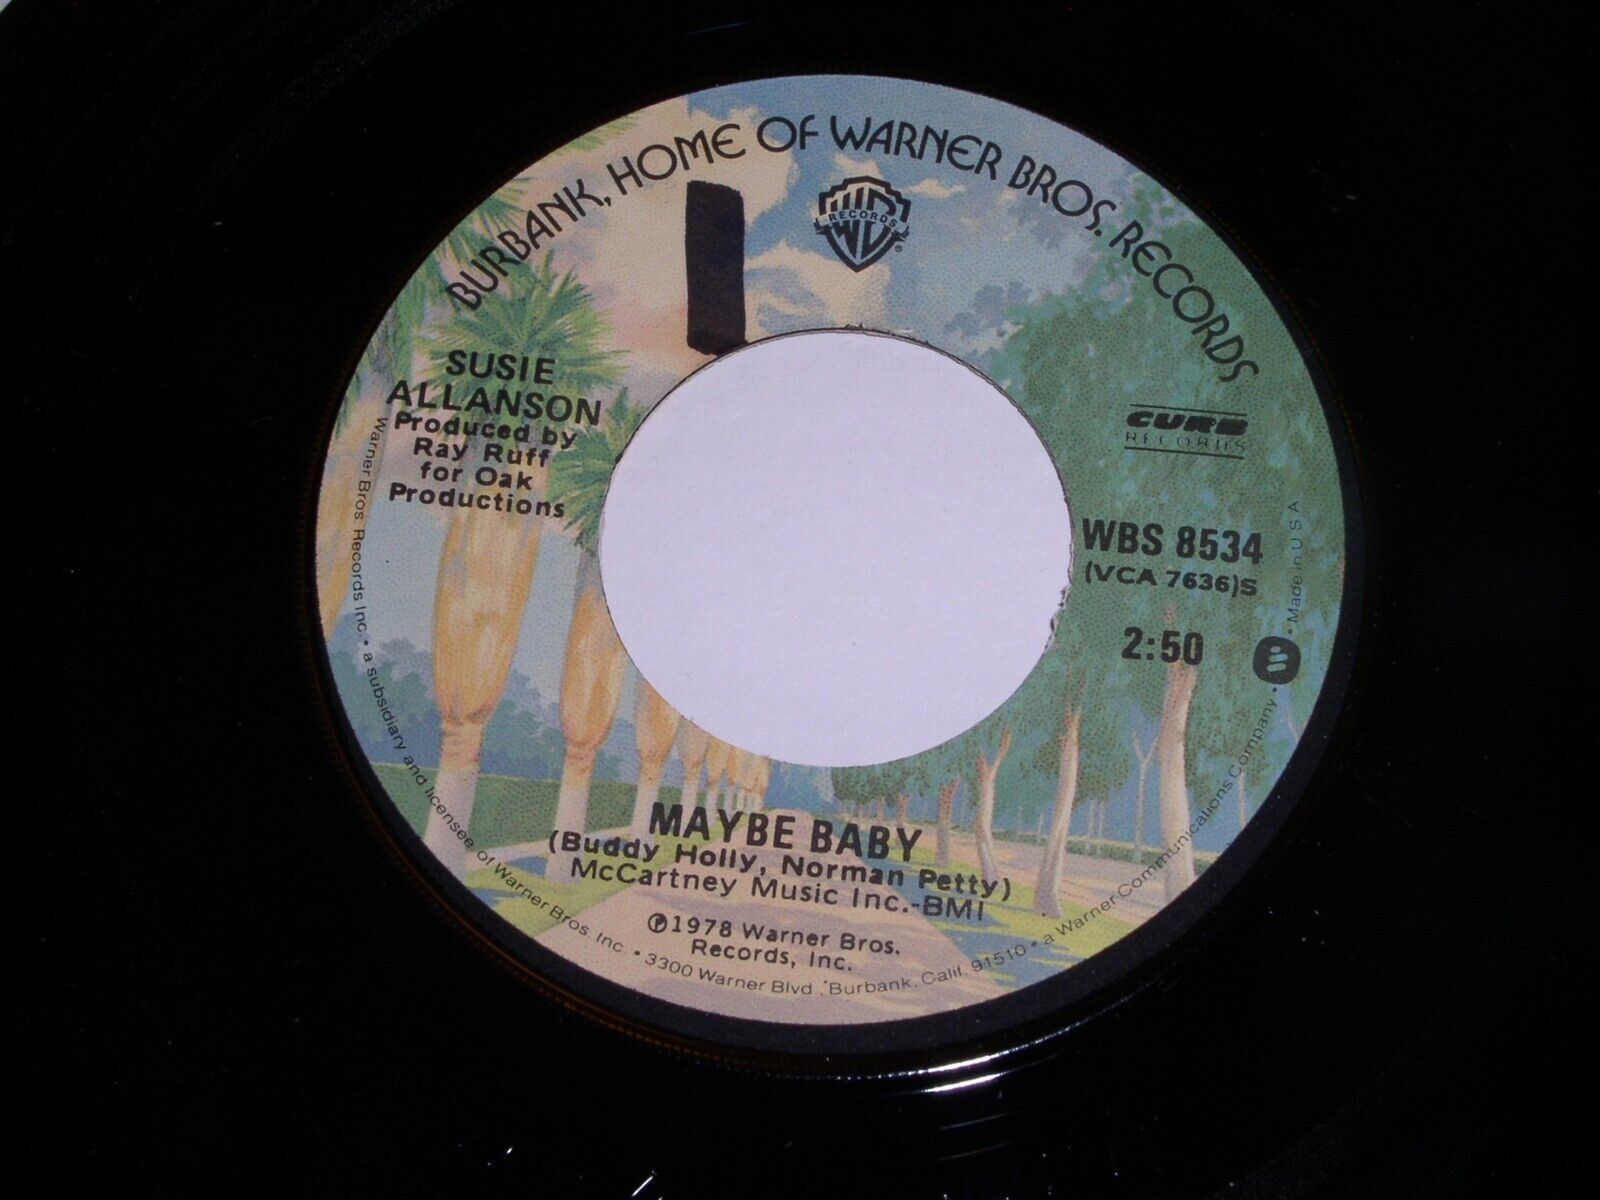 BURBANK, HOME OF WARNER BROS. RECORDS
RECORDS
®
SUSIE
ALLANSON
Produced by
Ray Ruff
for Oak
Productions
CURB
RECORDS
WBS 8534
(VCA 7636)S
2:50
MAYBE BABY
(Buddy Holly, Norman Petty)
McCartney Music Inc.-BMI
℗1978 Warner Bros.
Records, Inc.
Warner Bros. Records Inc. • a subsidiary and licensee of Warner Bros. Inc. • 3300 Warner Blvd., Burbank, Calif. 91510 • a Warner Communications Company • Made in U.S.A.